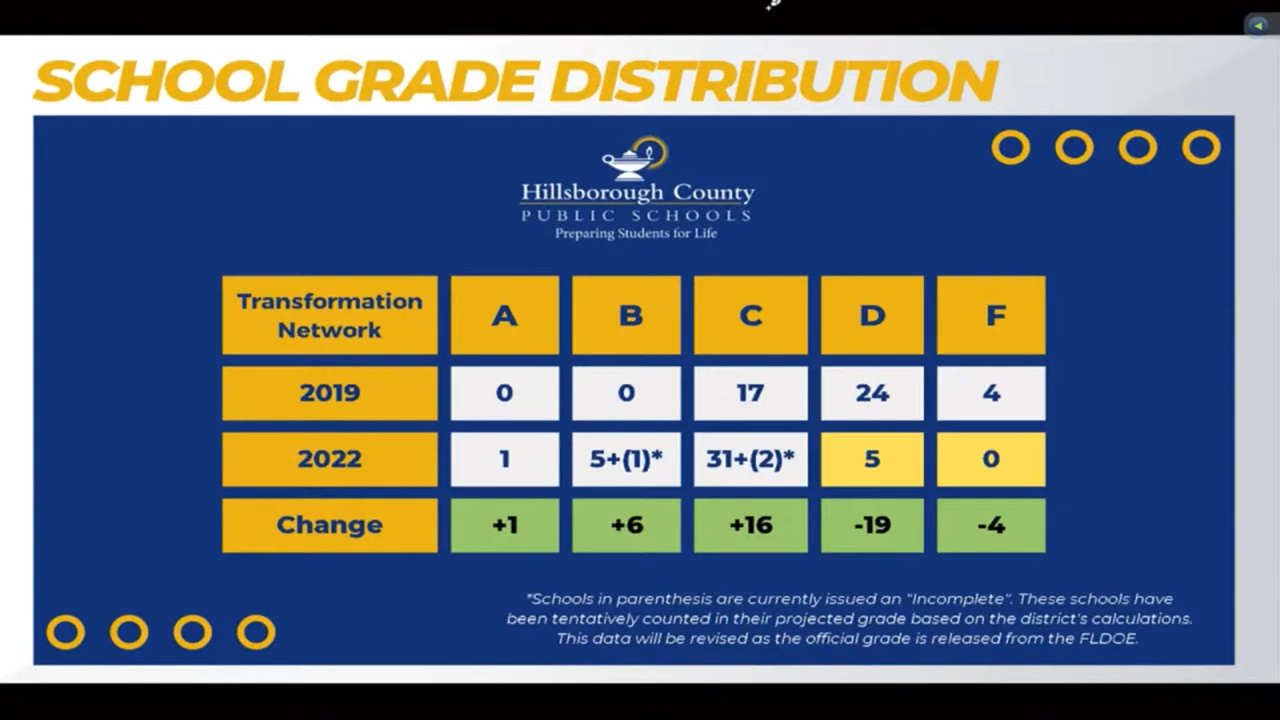 SCHOOL GRADE DISTRIBUTION
Hillsborough County
PUBLIC SCHOOLS
Preparing Students for Life
Transformation Network A B C D F
2019 0 0 17 24 4
2022 1 5+(1)* 31+(2)* 5 0
Change +1 +6 +16 -19 -4
*Schools in parenthesis are currently issued an "Incomplete". These schools have
been tentatively counted in their projected grade based on the district's calculations.
This data will be revised as the official grade is released from the FLDOE.